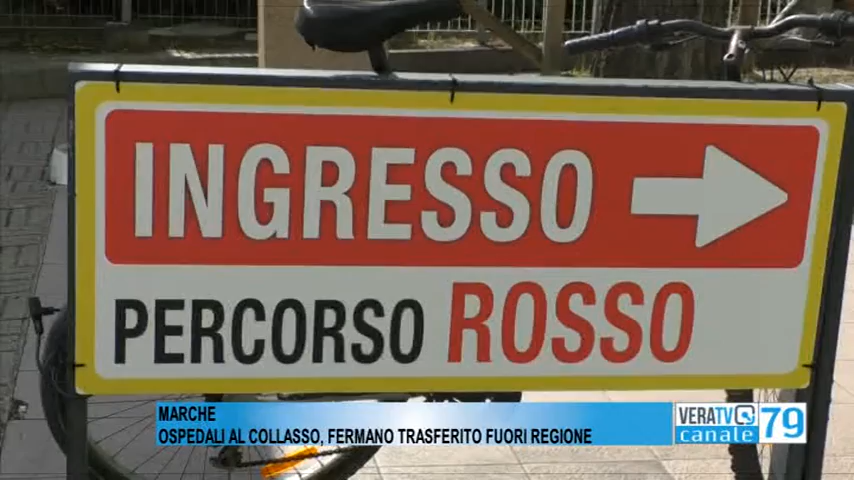 INGRESSO
PERCORSO ROSSO
MARCHE
OSPEDALI AL COLLASSO, FERMANO TRASFERITO FUORI REGIONE
VERATV
canale 79